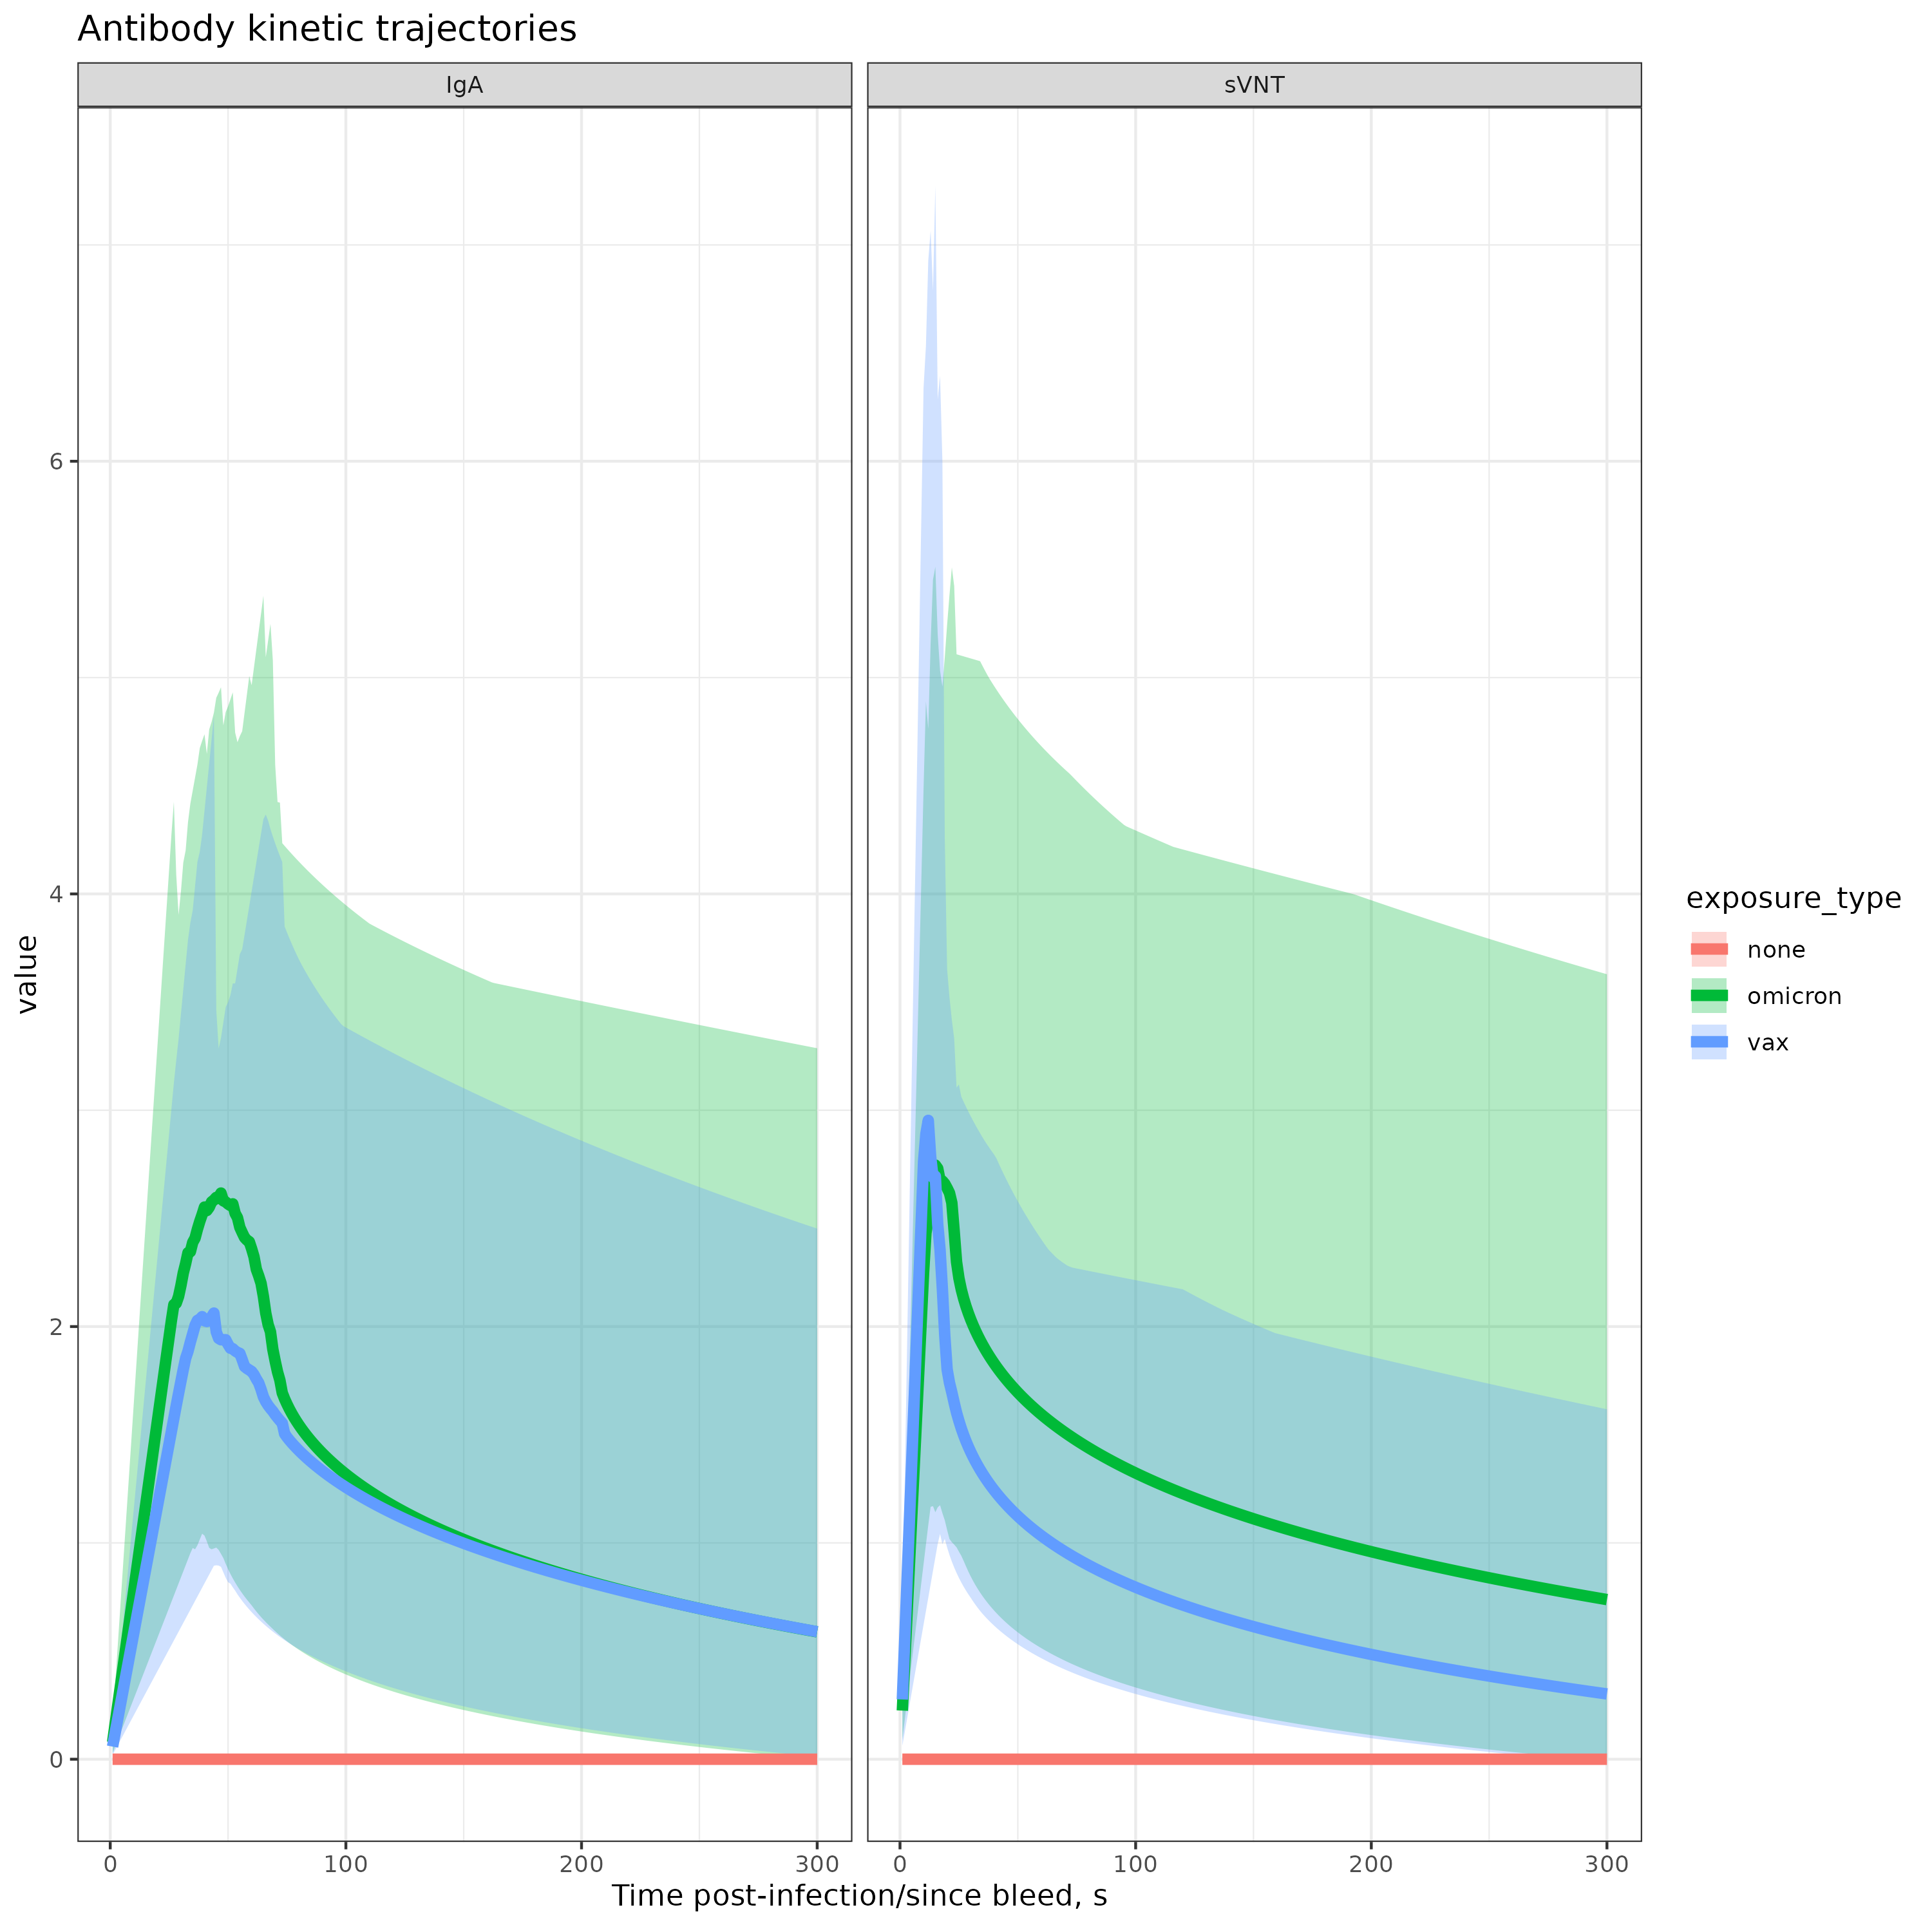 Antibody kinetic trajectories
IgA
sVNT
6
4
2
0
value
0 100 200 300
0 100 200 300
Time post-infection/since bleed, s
exposure_type
none
omicron
vax